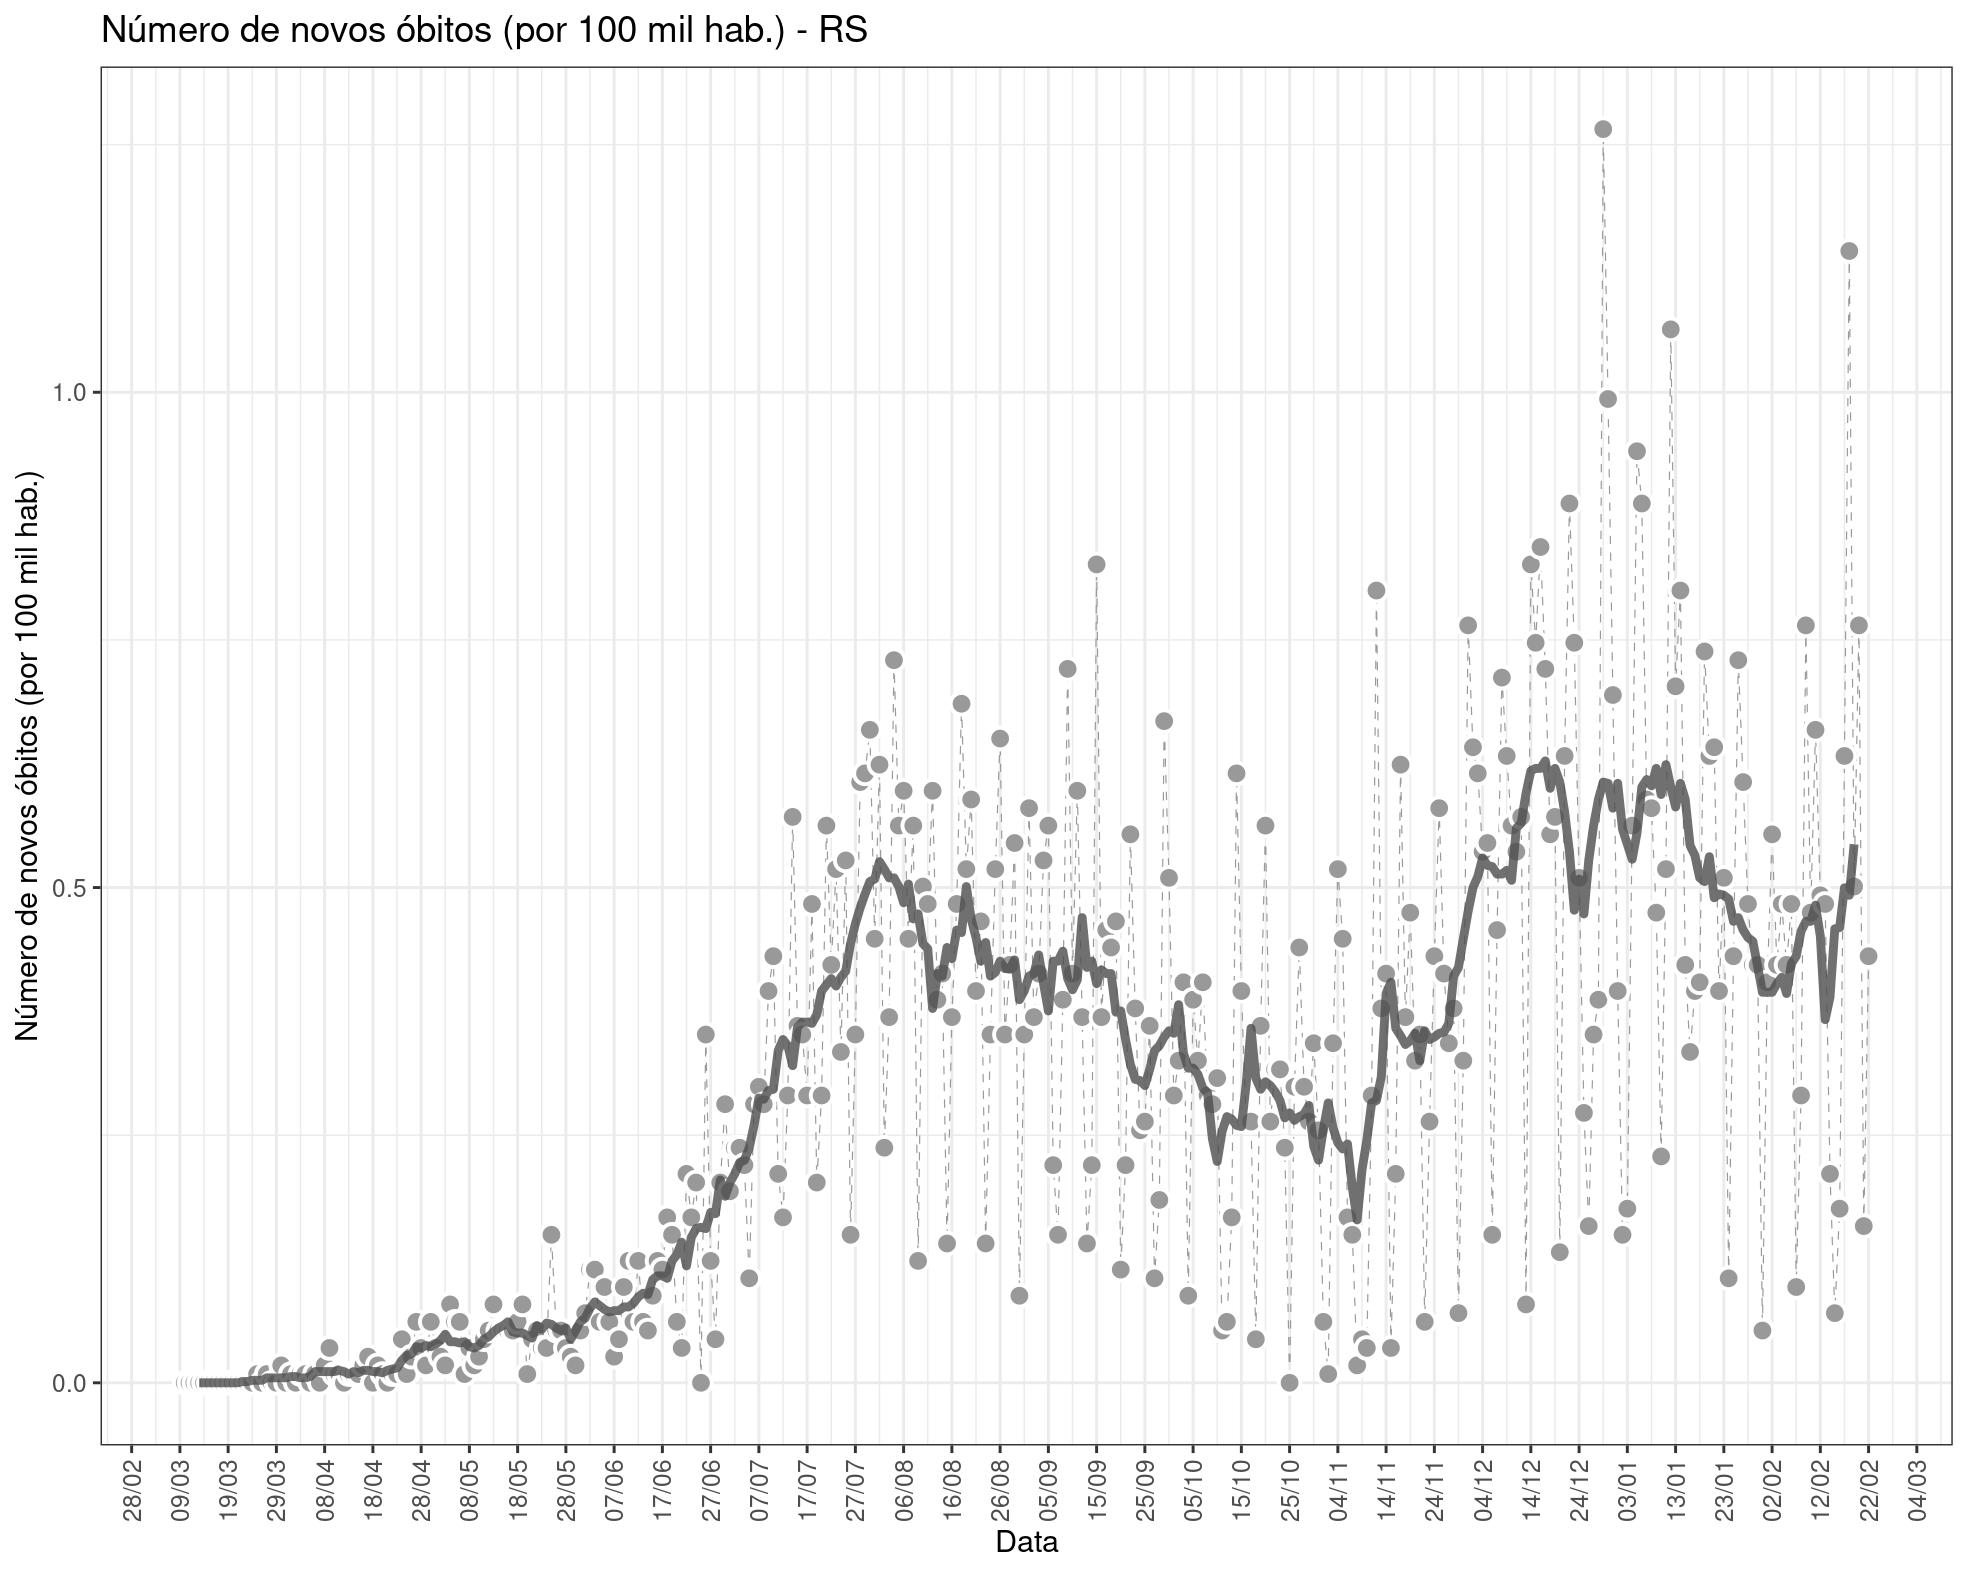 Número de novos óbitos (por 100 mil hab.) - RS
Número de novos óbitos (por 100 mil hab.)
1.0
0.5
0.0
28/02 09/03 19/03 29/03 08/04 18/04 28/04 08/05 18/05 28/05 07/06 17/06 27/06 07/07 17/07 27/07 06/08 16/08 26/08 05/09 15/09 25/09 05/10 15/10 25/10 04/11 14/11 24/11 04/12 14/12 24/12 03/01 13/01 23/01 02/02 12/02 22/02 04/03
Data